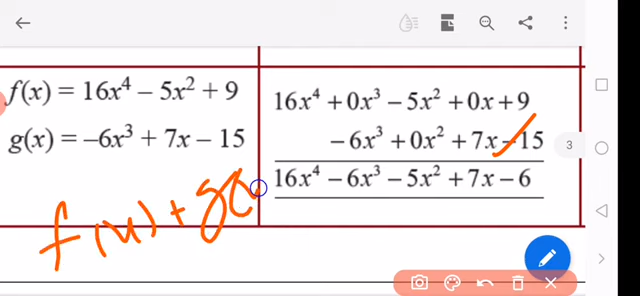 f(x) = 16x⁴ − 5x² + 9
g(x) = −6x³ + 7x − 15
16x⁴ + 0x³ − 5x² + 0x + 9
− 6x³ + 0x² + 7x − 15
16x⁴ − 6x³ − 5x² + 7x − 6
3
f(x) + g(